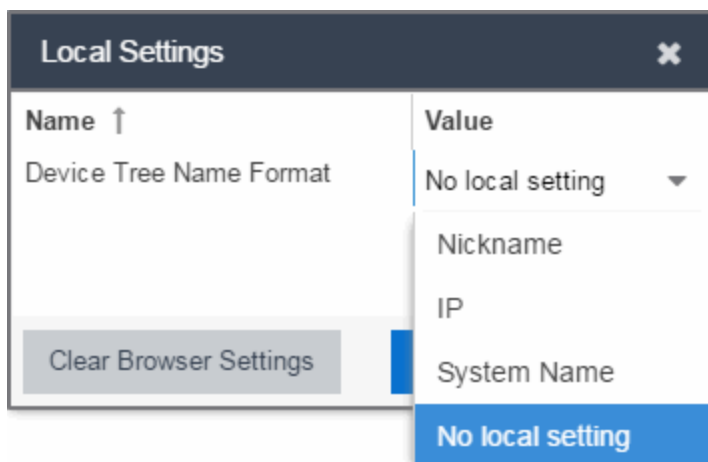 Local Settings
Name ↑ Value
Device Tree Name Format No local setting
Nickname
IP
Clear Browser Settings System Name
No local setting